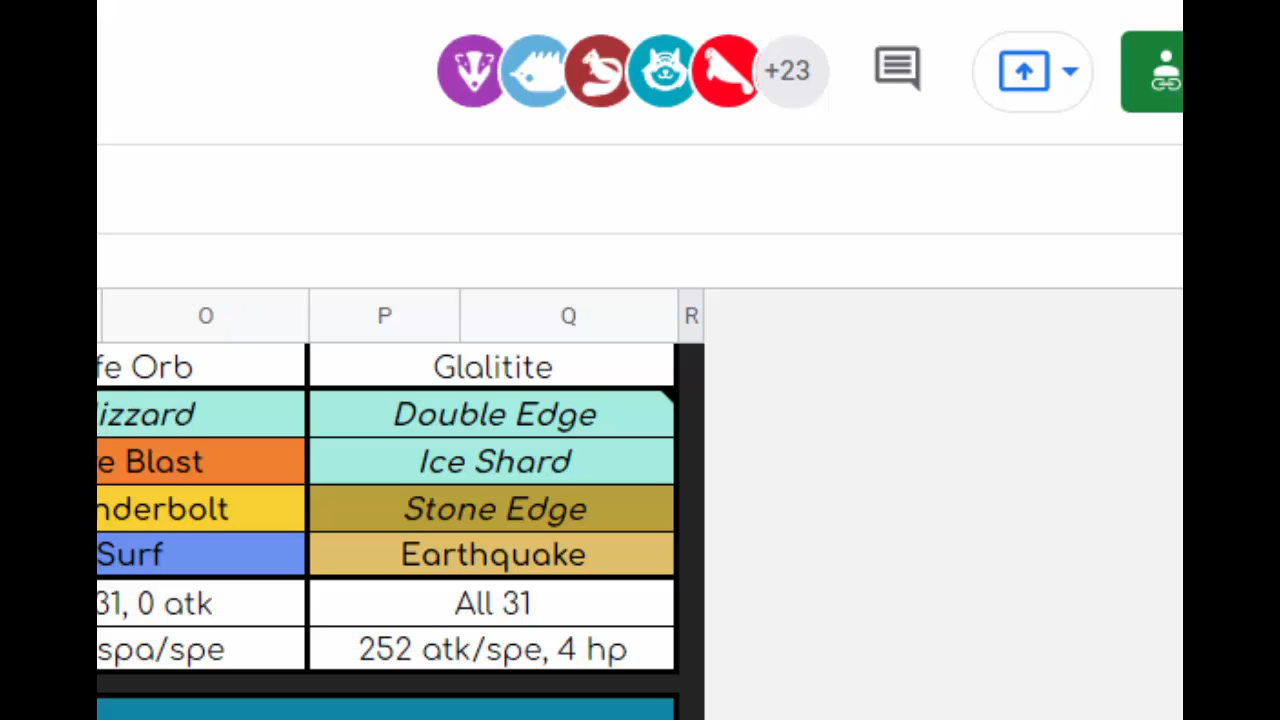 +23
O P Q R
fe Orb Glalitite
lizzard Double Edge
e Blast Ice Shard
nderbolt Stone Edge
Surf Earthquake
31, 0 atk All 31
spa/spe 252 atk/spe, 4 hp